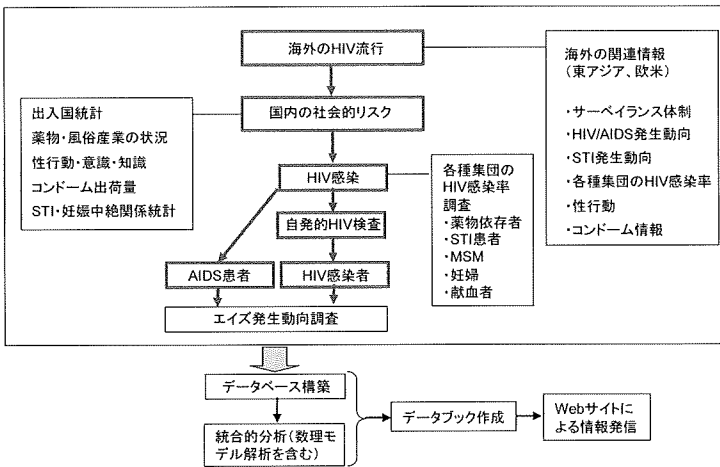 海外のHIV流行
海外の関連情報
(東アジア、欧米)
・サーベイランス体制
・HIV/AIDS発生動向
・STI発生動向
・各種集団のHIV感染率
・性行動
・コンドーム情報
出入国統計
薬物・風俗産業の状況
性行動・意識・知識
コンドーム出荷量
STI・妊娠中絶関係統計
国内の社会的リスク
HIV感染
各種集団の
HIV感染率
調査
・薬物依存者
・STI患者
・MSM
・妊婦
・献血者
自発的HIV検査
AIDS患者
HIV感染者
エイズ発生動向調査
データベース構築
統合的分析(数理モ
デル解析を含む)
データブック作成
Webサイトに
よる情報発信